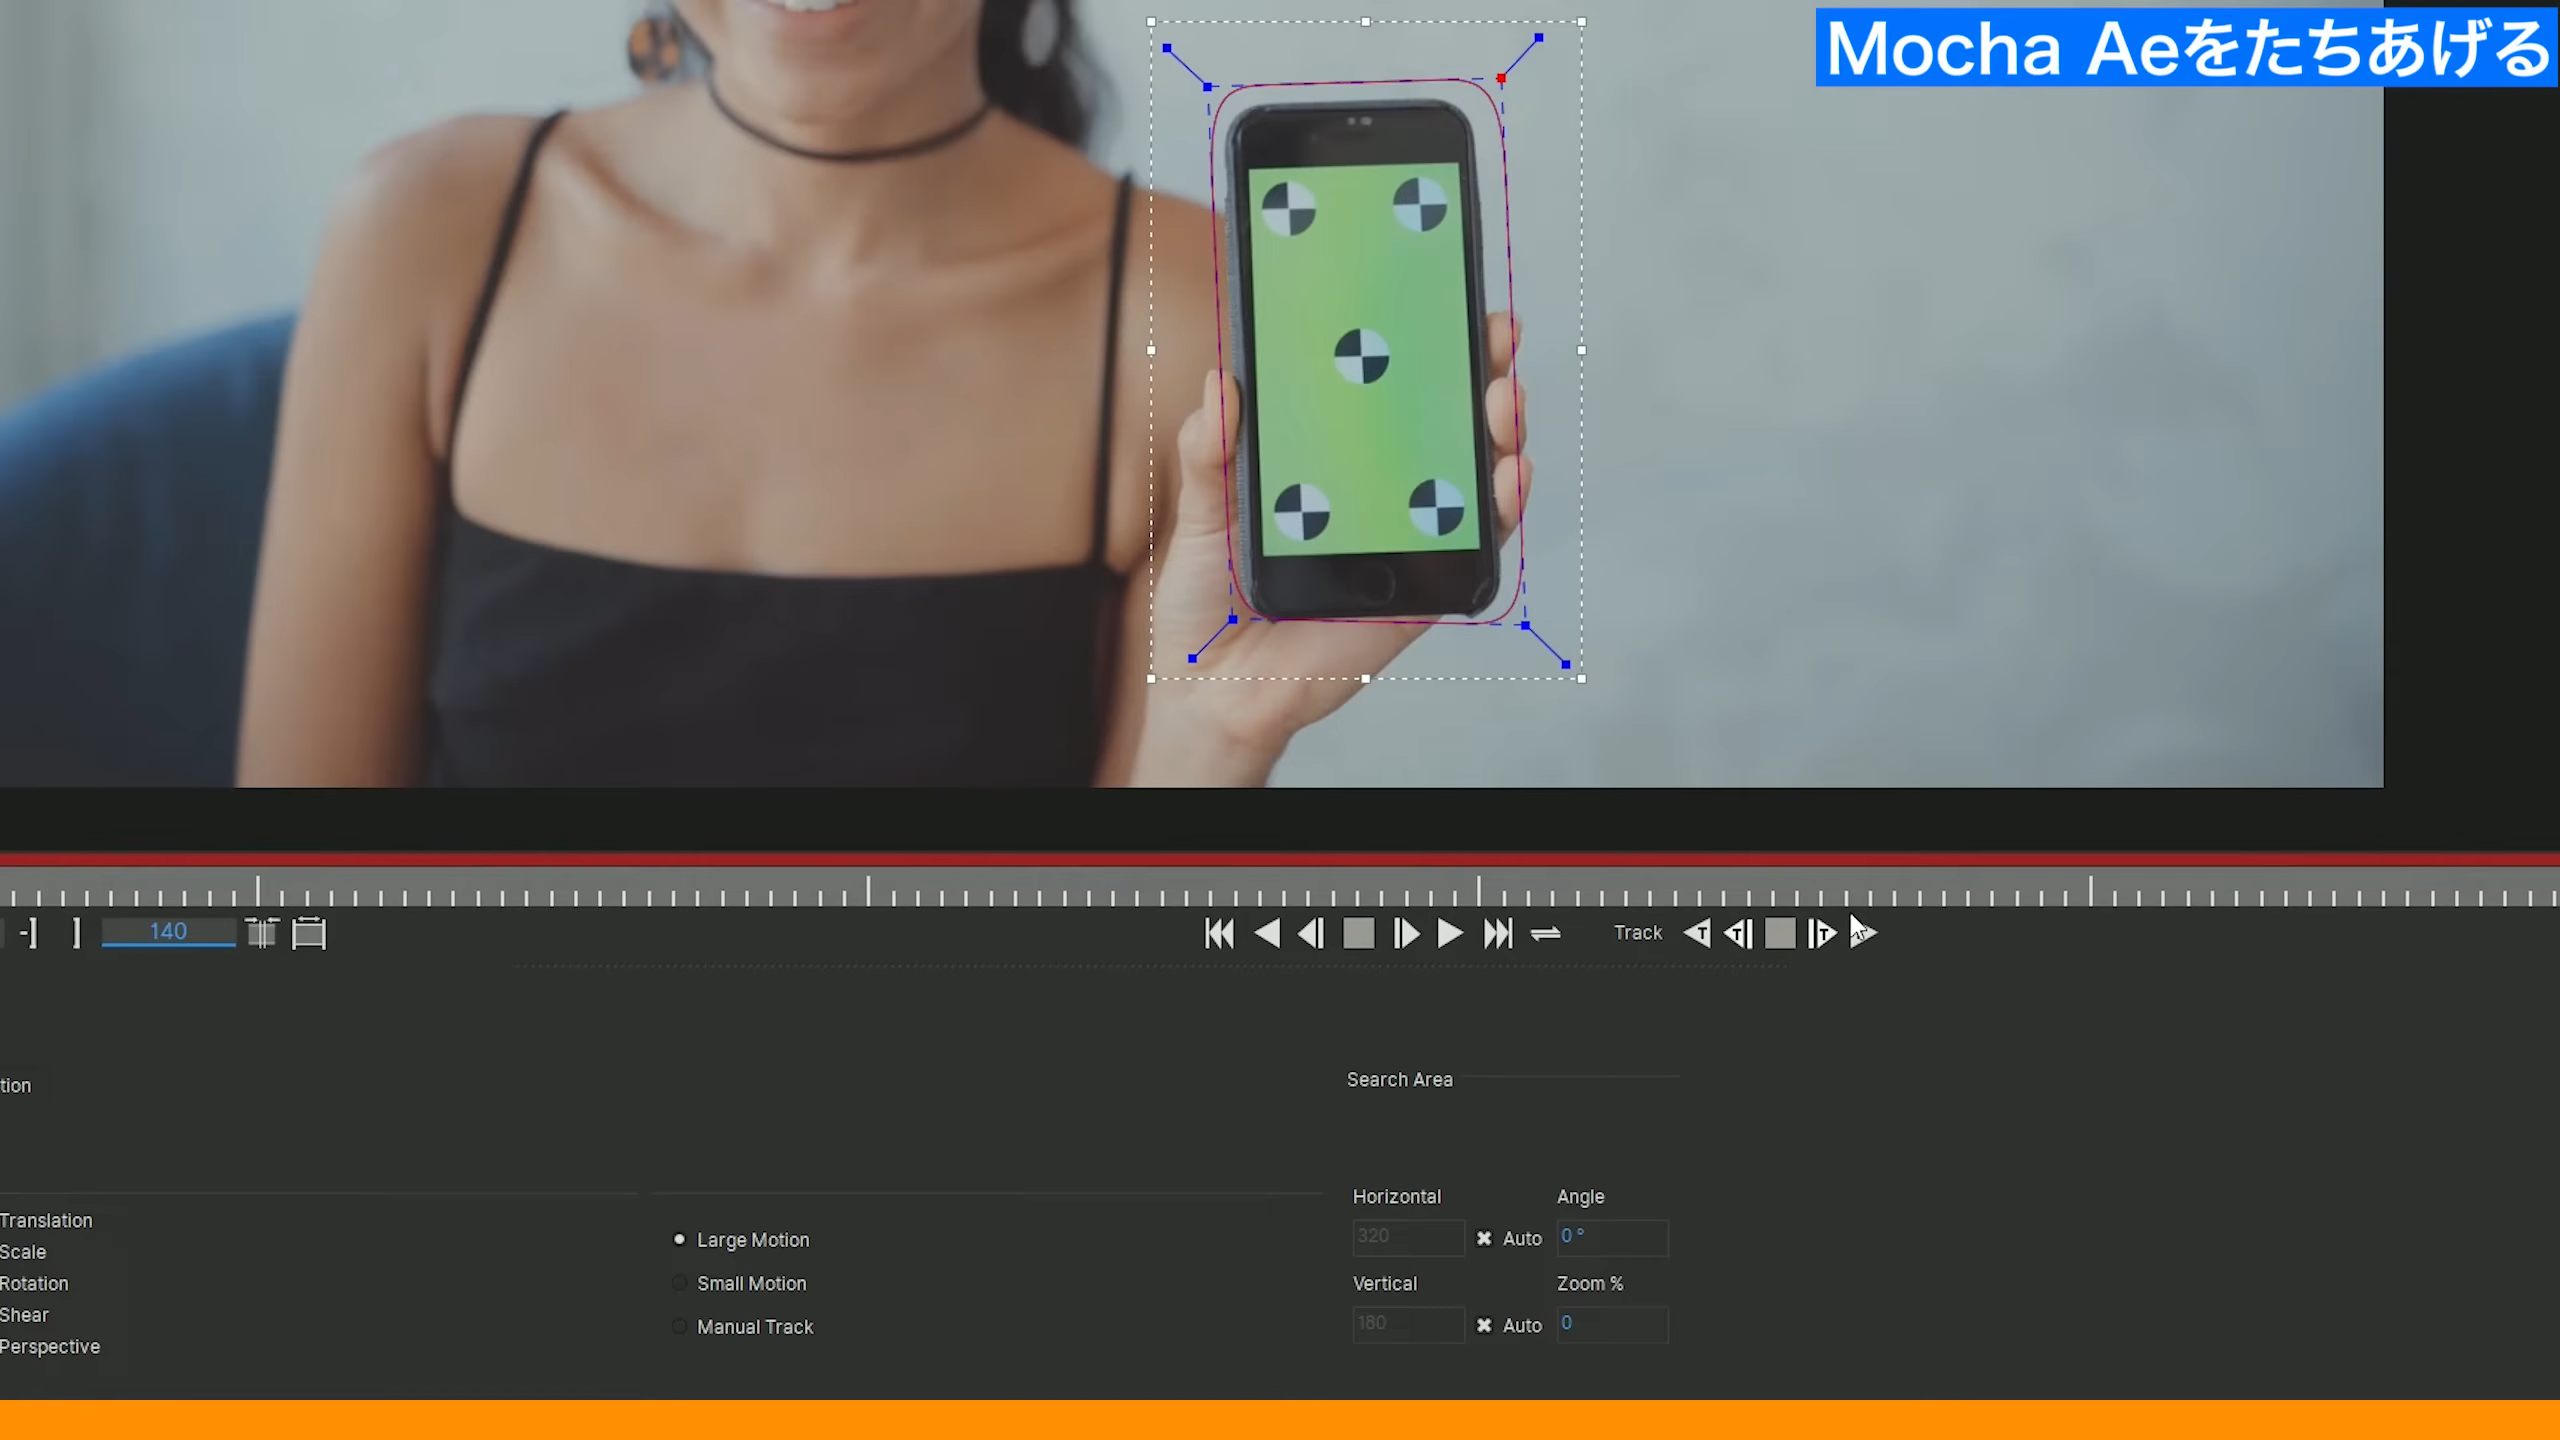 Mocha Aeをたちあげる
140
Track
tion
Search Area
Horizontal
Angle
Translation
320
Auto
0 °
Large Motion
Scale
Rotation
Small Motion
Vertical
Zoom %
Shear
180
Auto
0
Manual Track
Perspective